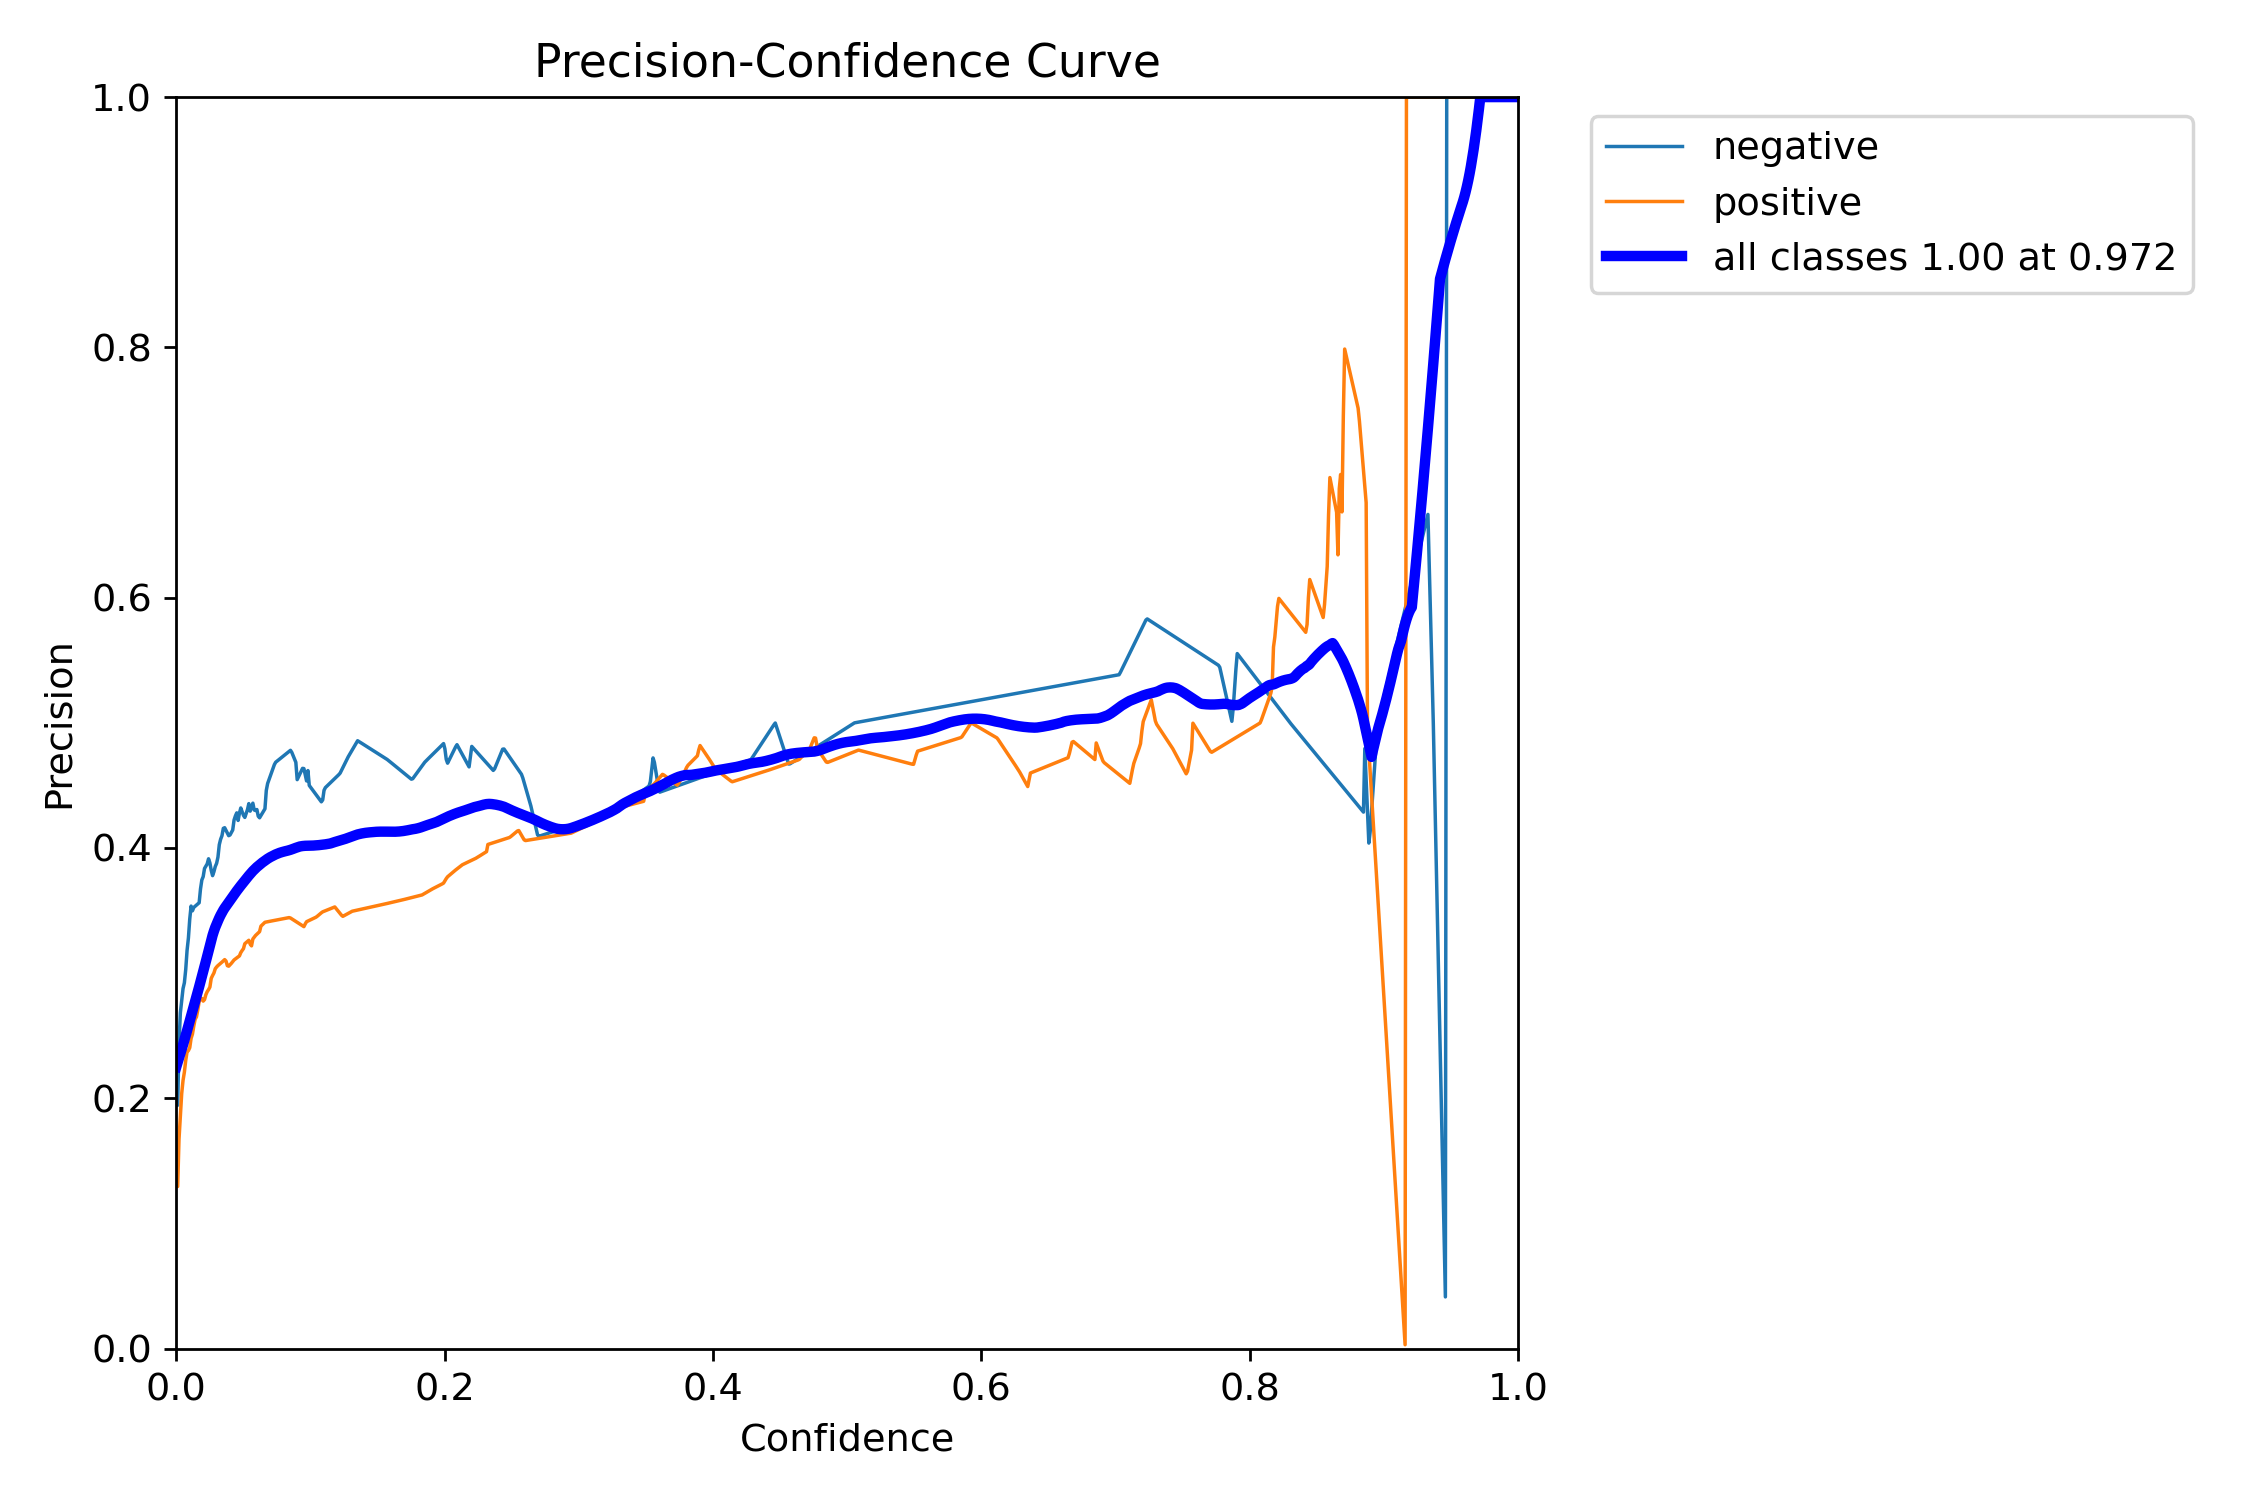 Precision-Confidence Curve
1.0
0.8
0.6
0.4
0.2
0.0
Precision
0.0 0.2 0.4 0.6 0.8 1.0
Confidence
negative
positive
all classes 1.00 at 0.972